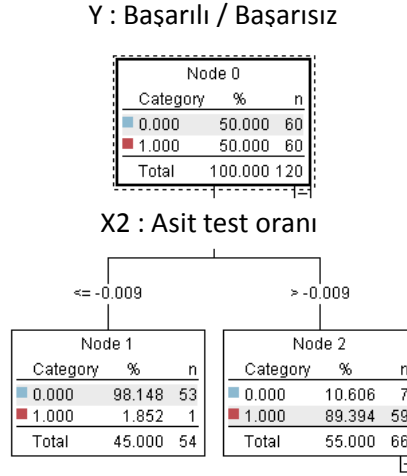 Y : Başarılı / Başarısız
Node 0
Category % n
0.000 50.000 60
1.000 50.000 60
Total 100.000 120
X2 : Asit test oranı
<= -0.009
> -0.009
Node 1
Category % n
0.000 98.148 53
1.000 1.852 1
Total 45.000 54
Node 2
Category % n
0.000 10.606 7
1.000 89.394 59
Total 55.000 66